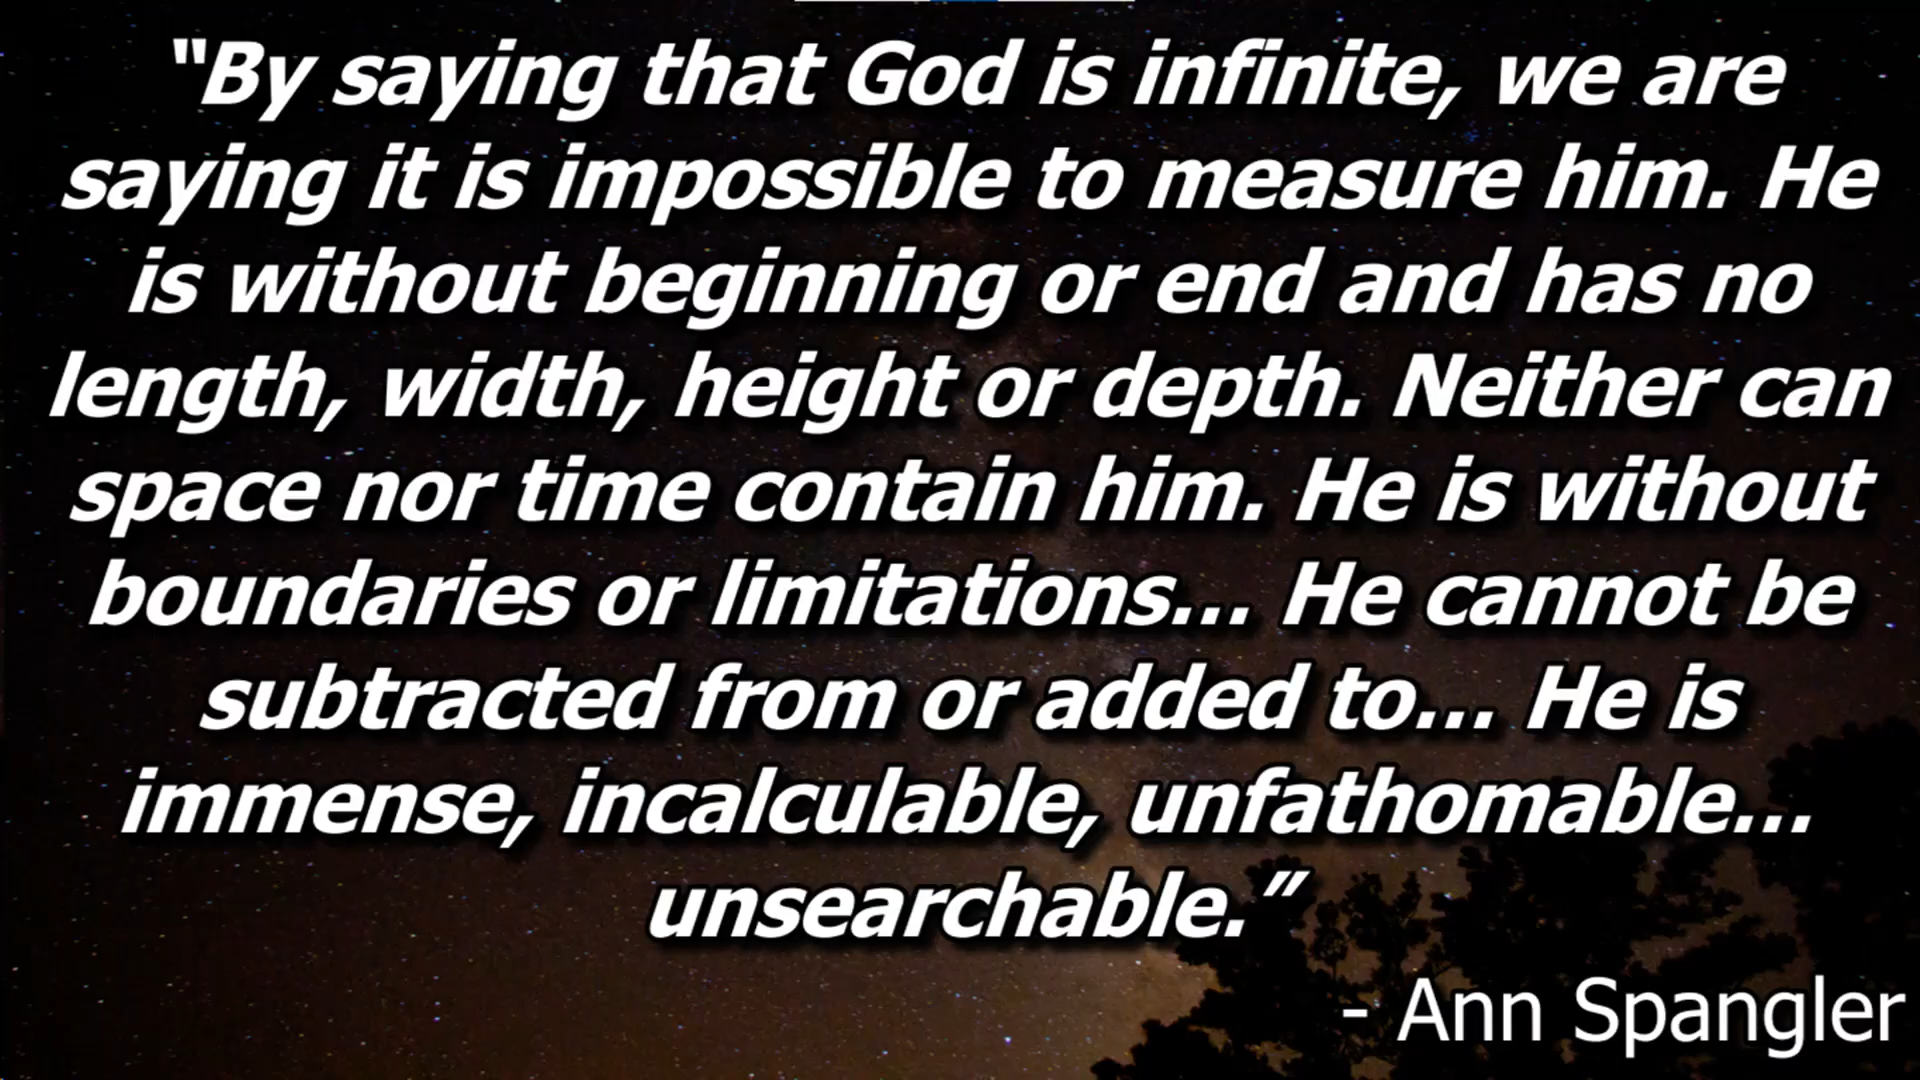 “By saying that God is infinite, we are
saying it is impossible to measure him. He
is without beginning or end and has no
length, width, height or depth. Neither can
space nor time contain him. He is without
boundaries or limitations… He cannot be
subtracted from or added to… He is
immense, incalculable, unfathomable…
unsearchable.”
- Ann Spangler